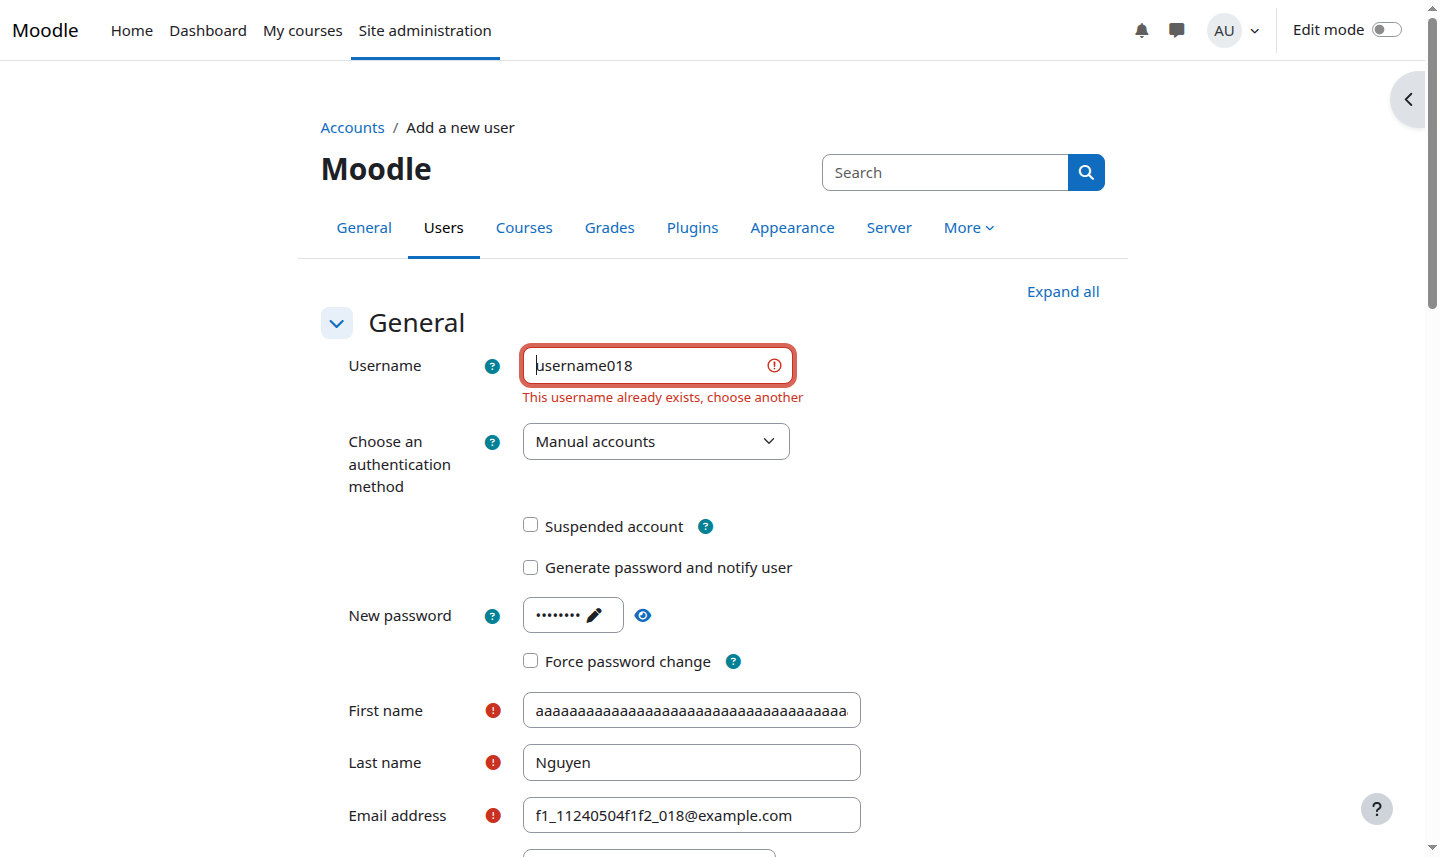 Moodle Home Dashboard My courses Site administration AU Edit mode
Accounts / Add a new user
Moodle
Search
General Users Courses Grades Plugins Appearance Server More
Expand all
General
Username ? username018
This username already exists, choose another
Choose an authentication method ? Manual accounts
Suspended account ?
Generate password and notify user
New password ? ••••••••
Force password change ?
First name aaaaaaaaaaaaaaaaaaaaaaaaaaaaaaaaaaaaa
Last name Nguyen
Email address f1_11240504f1f2_018@example.com
?